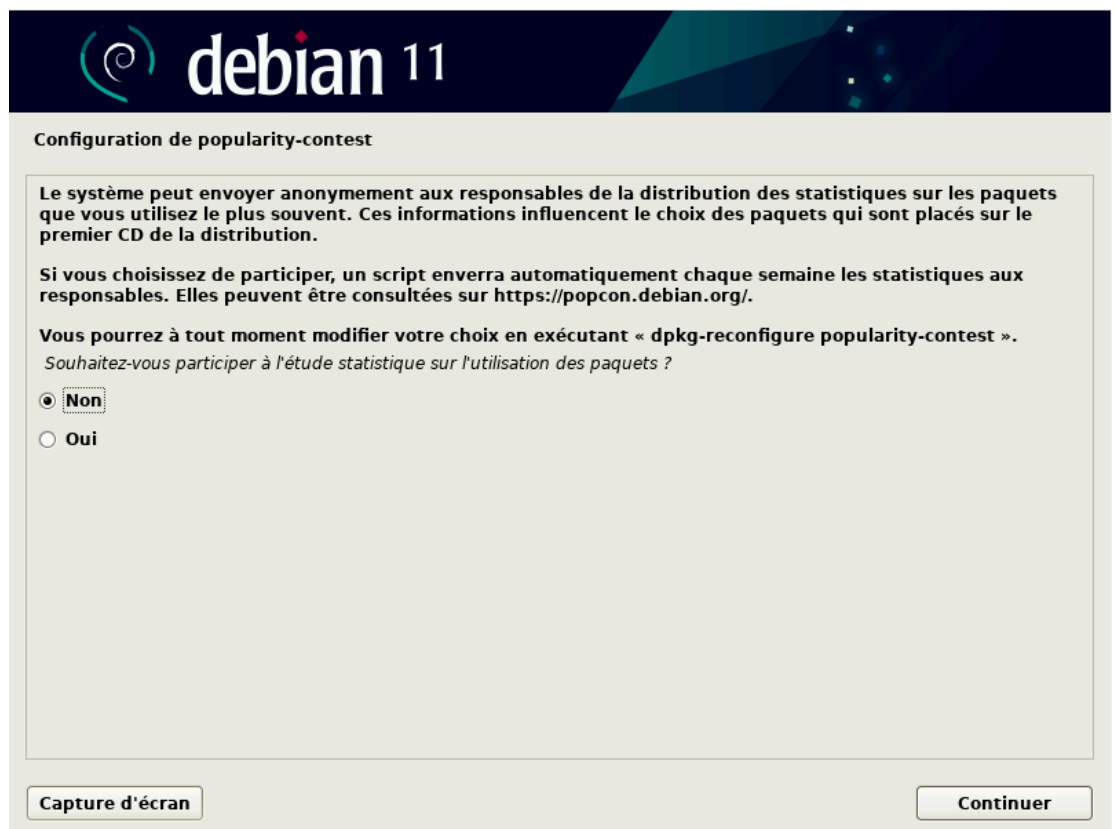 debian 11
Configuration de popularity-contest
Le système peut envoyer anonymement aux responsables de la distribution des statistiques sur les paquets
que vous utilisez le plus souvent. Ces informations influencent le choix des paquets qui sont placés sur le
premier CD de la distribution.
Si vous choisissez de participer, un script enverra automatiquement chaque semaine les statistiques aux
responsables. Elles peuvent être consultées sur https://popcon.debian.org/.
Vous pourrez à tout moment modifier votre choix en exécutant « dpkg-reconfigure popularity-contest ».
Souhaitez-vous participer à l'étude statistique sur l'utilisation des paquets ?
Non
Oui
Capture d'écran
Continuer